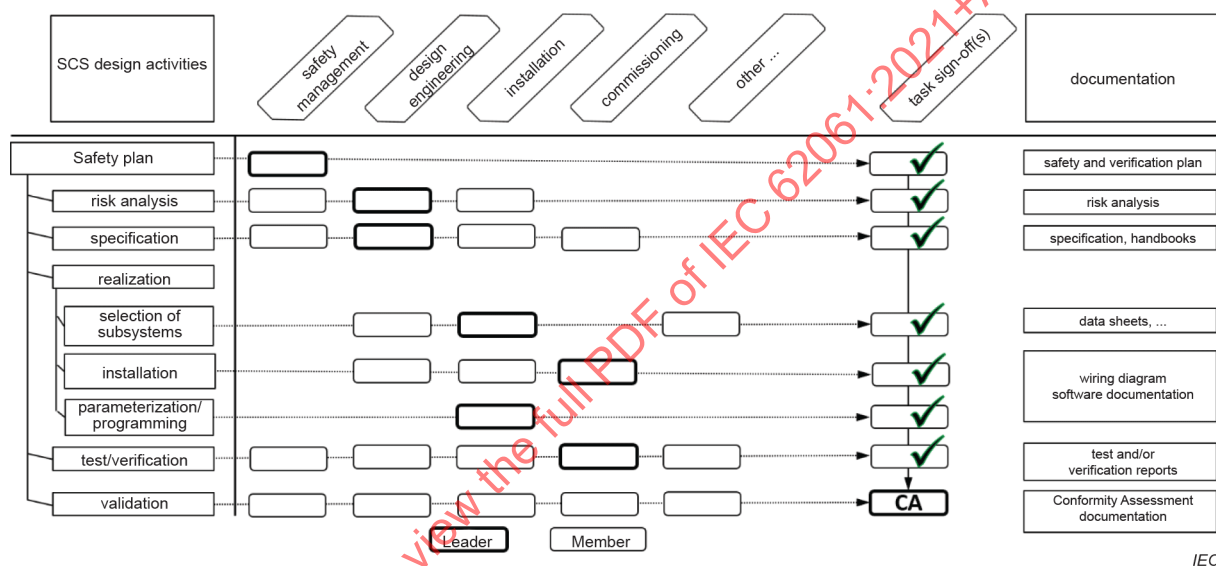 SCS design activities
safety
management
design
engineering
installation
commissioning
other ...
task sign-off(s)
documentation
Safety plan
safety and verification plan
risk analysis
risk analysis
specification
specification, handbooks
realization
selection of
subsystems
data sheets, ...
installation
wiring diagram
software documentation
parameterization/
programming
test/verification
test and/or
verification reports
validation
CA
Conformity Assessment
documentation
Leader
Member
IEC
view the full PDF of IEC 62061:2021+A